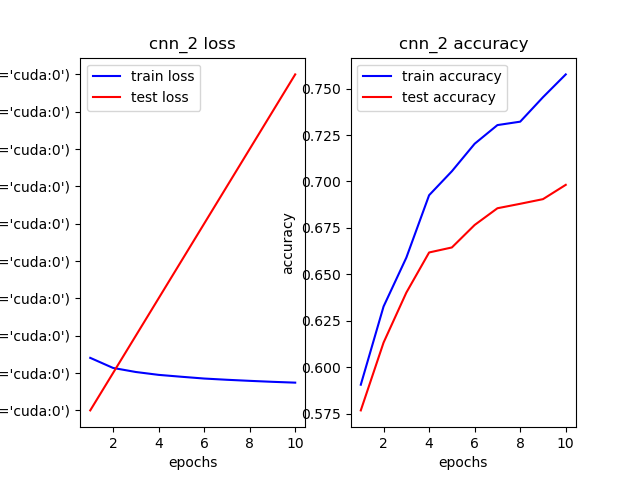 cnn_2 loss
train loss
test loss
='cuda:0')
='cuda:0')
='cuda:0')
='cuda:0')
='cuda:0')
='cuda:0')
='cuda:0')
='cuda:0')
='cuda:0')
='cuda:0')
2 4 6 8 10
epochs
cnn_2 accuracy
train accuracy
test accuracy
accuracy
0.750
0.725
0.700
0.675
0.650
0.625
0.600
0.575
2 4 6 8 10
epochs